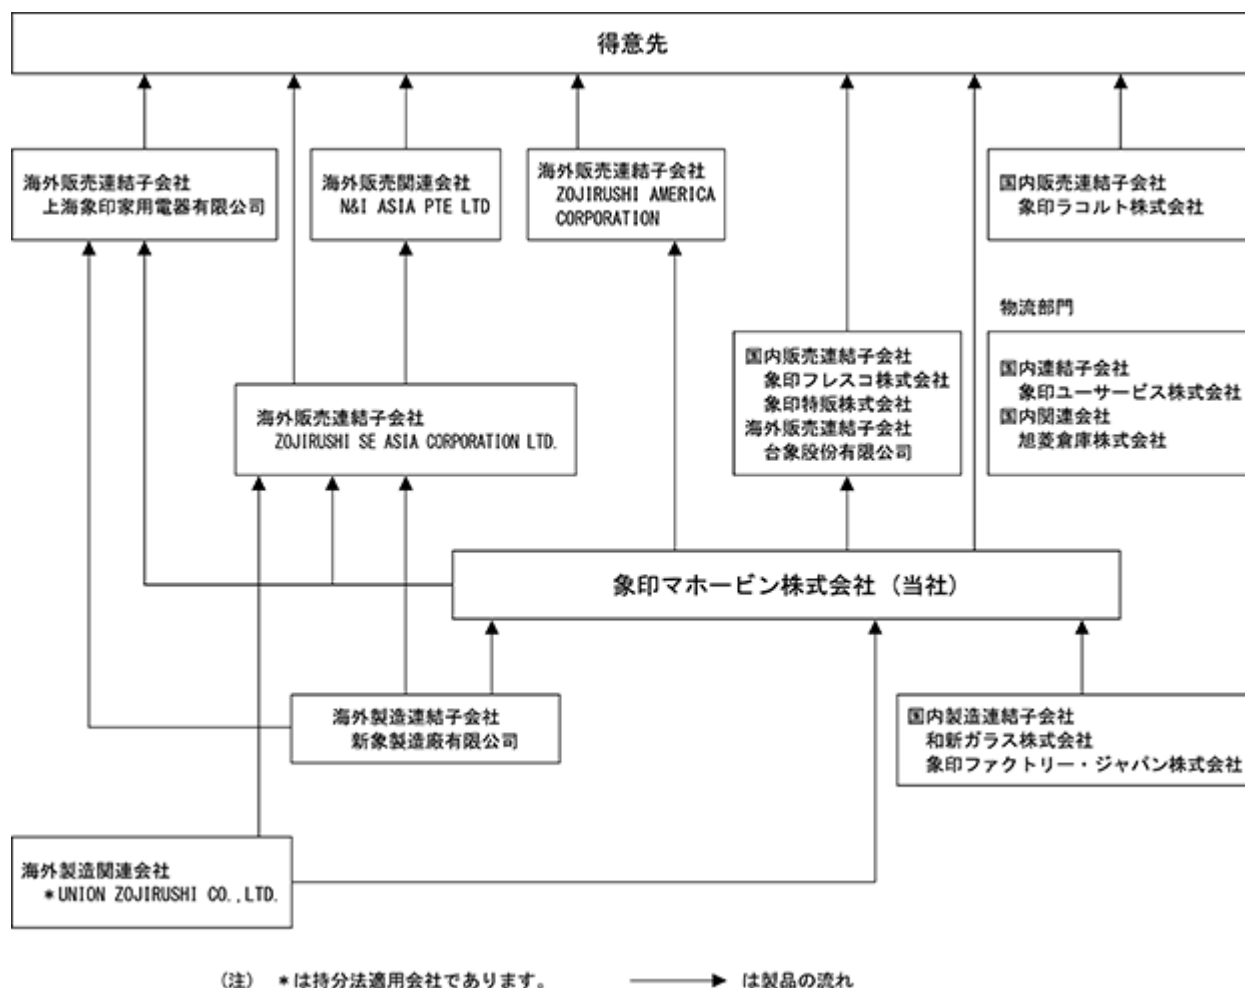 得意先
海外販売連結子会社
上海象印家用電器有限公司
海外販売関連会社
N&I ASIA PTE LTD
海外販売連結子会社
ZOJIRUSHI AMERICA
CORPORATION
国内販売連結子会社
象印ラコルト株式会社
物流部門
国内連結子会社
象印ユーサービス株式会社
国内関連会社
旭菱倉庫株式会社
国内販売連結子会社
象印フレスコ株式会社
象印特販株式会社
海外販売連結子会社
台象股份有限公司
海外販売連結子会社
ZOJIRUSHI SE ASIA CORPORATION LTD.
象印マホービン株式会社(当社)
海外製造連結子会社
新象製造廠有限公司
国内製造連結子会社
和新ガラス株式会社
象印ファクトリー・ジャパン株式会社
海外製造関連会社
*UNION ZOJIRUSHI CO.,LTD.
(注) *は持分法適用会社であります。 は製品の流れ